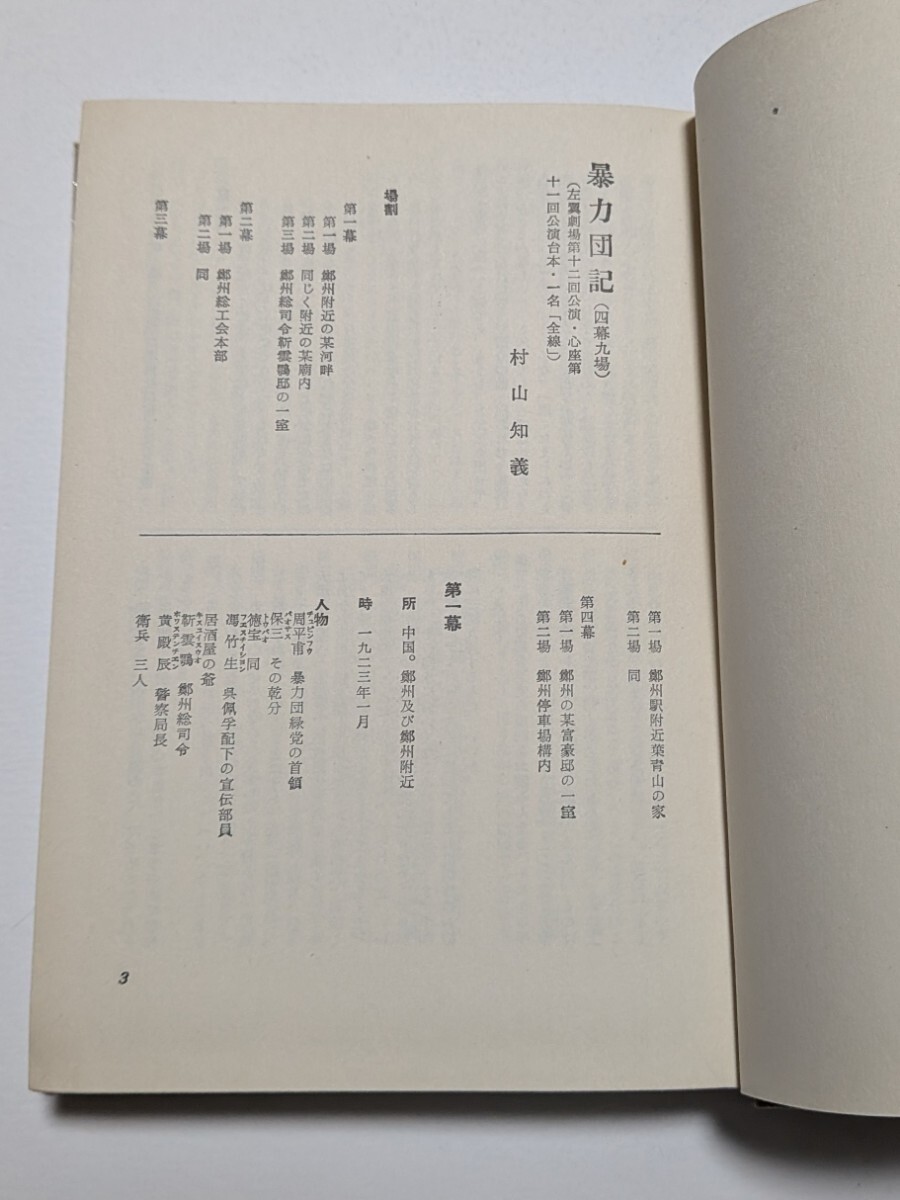 暴力団記（四幕九場）
（左翼劇場第十二回公演・心座第
十一回公演台本・一名「全線」）
村山知義
場割
第一幕
第一場　鄭州附近の某河畔
第二場　同じく附近の某廟内
第三場　鄭州総司令靳雲鶚邸の一室
第二幕
第一場　鄭州総工会本部
第二場　同
第三幕
第一場　鄭州駅附近葉青山の家
第二場　同
第四幕
第一場　鄭州の某富豪邸の一室
第二場　鄭州停車場構内
第一幕
所　中国。鄭州及び鄭州附近
時　一九二三年一月
人物
周平甫　暴力団緑党の首領
保三　その乾分
徳宝　同
馮竹生　呉佩孚配下の宣伝部員
居酒屋の爺
靳雲鶚　鄭州総司令
黄殿辰　警察局長
衛兵　三人
3